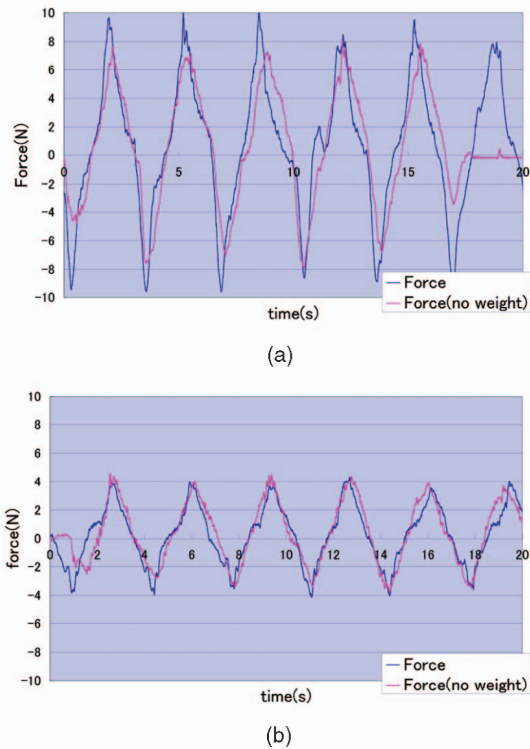 10
8
6
4
2
0
-2
-4
-6
-8
-10
Force(N)
0 5 10 15 20
time(s)
Force
Force(no weight)
(a)
10
8
6
4
2
0
-2
-4
-6
-8
-10
force(N)
0 2 4 6 8 10 12 14 16 18 20
time(s)
Force
Force(no weight)
(b)